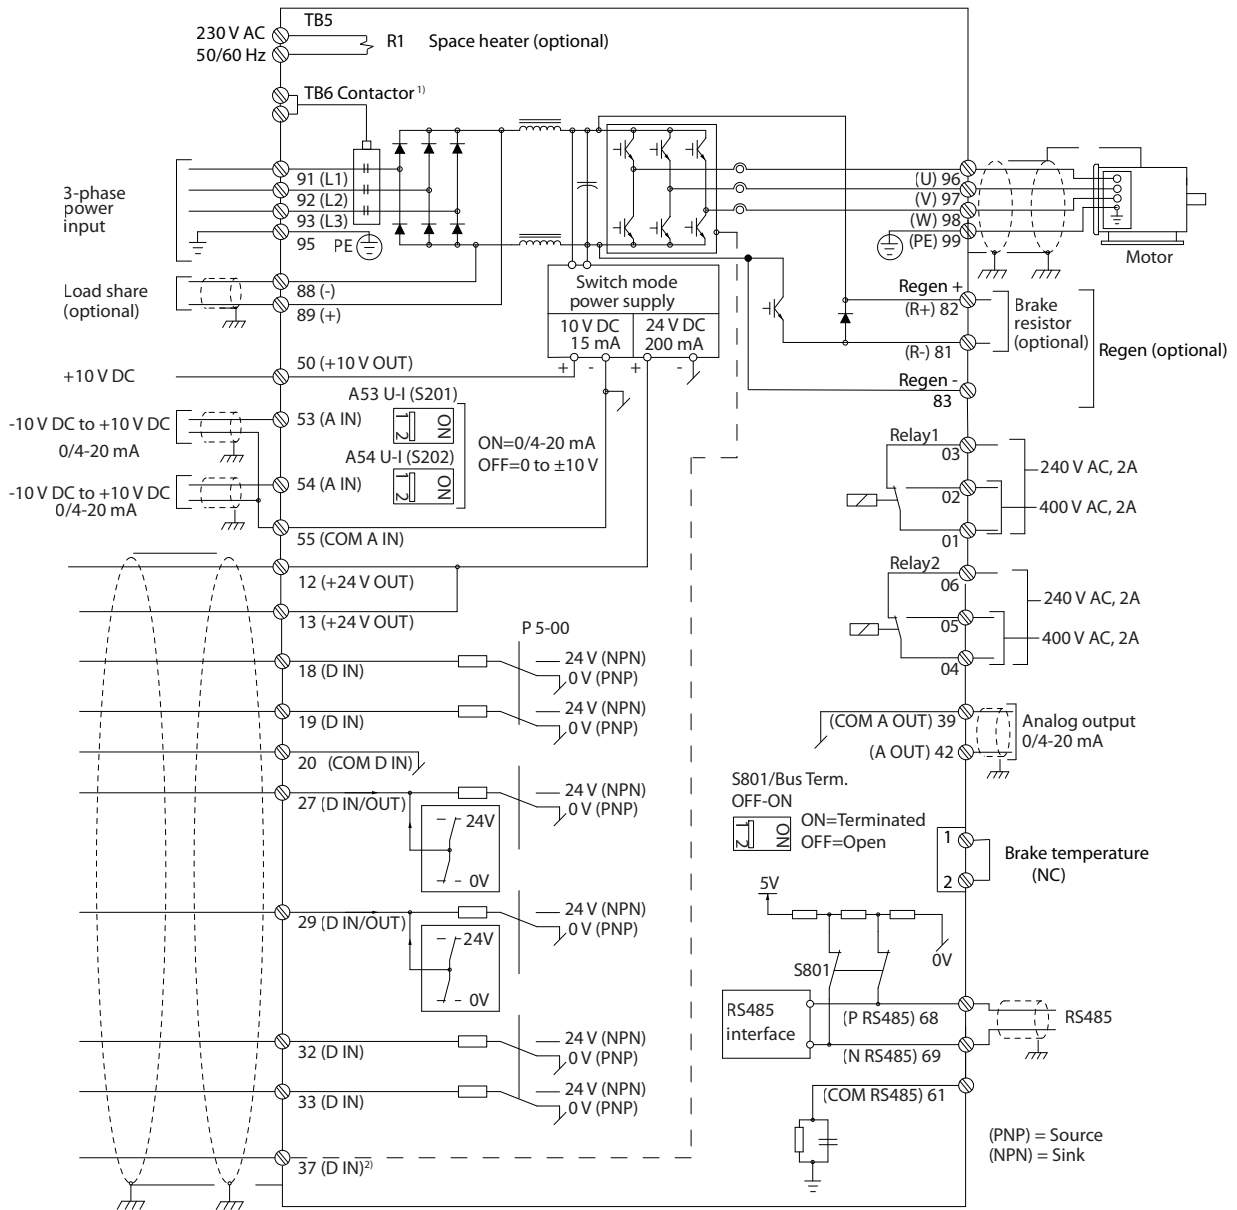 TB5
230 V AC
50/60 Hz
R1
Space heater (optional)
TB6 Contactor 1)
3-phase
power
input
91 (L1)
92 (L2)
93 (L3)
95
PE
(U) 96
(V) 97
(W) 98
(PE) 99
Motor
Load share
(optional)
88 (-)
89 (+)
Switch mode
power supply
10 V DC
15 mA
24 V DC
200 mA
+ - + -
Regen +
(R+) 82
Brake
resistor
(optional)
(R-) 81
Regen (optional)
Regen -
83
50 (+10 V OUT)
+10 V DC
A53 U-I (S201)
1 2
ON
53 (A IN)
-10 V DC to +10 V DC
0/4-20 mA
ON=0/4-20 mA
OFF=0 to ±10 V
A54 U-I (S202)
1 2
ON
54 (A IN)
-10 V DC to +10 V DC
0/4-20 mA
55 (COM A IN)
Relay1
03
02
01
240 V AC, 2A
400 V AC, 2A
Relay2
06
05
04
240 V AC, 2A
400 V AC, 2A
12 (+24 V OUT)
13 (+24 V OUT)
P 5-00
18 (D IN)
24 V (NPN)
0 V (PNP)
19 (D IN)
24 V (NPN)
0 V (PNP)
20 (COM D IN)
27 (D IN/OUT)
24 V (NPN)
0 V (PNP)
24V
0V
29 (D IN/OUT)
24 V (NPN)
0 V (PNP)
24V
0V
32 (D IN)
24 V (NPN)
0 V (PNP)
33 (D IN)
24 V (NPN)
0 V (PNP)
37 (D IN)2)
(COM A OUT) 39
(A OUT) 42
Analog output
0/4-20 mA
S801/Bus Term.
OFF-ON
1 2
ON
ON=Terminated
OFF=Open
1
2
Brake temperature
(NC)
5V
0V
S801
RS485
interface
(P RS485) 68
(N RS485) 69
RS485
(COM RS485) 61
(PNP) = Source
(NPN) = Sink